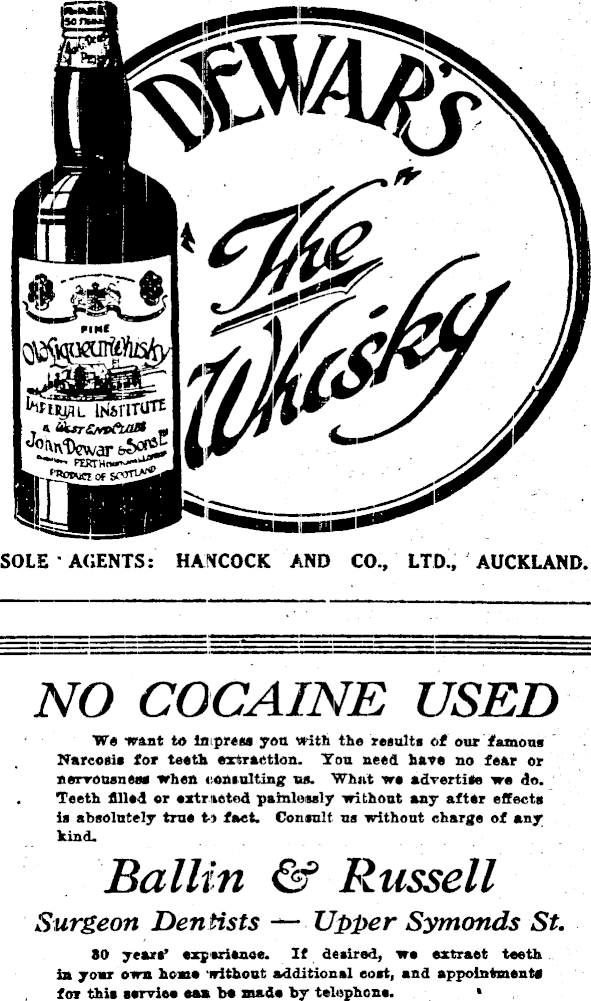 50 YEARS
DEWAR'S
"The
Whisky"
FINE
Old Liqueur Whisky
IMPERIAL INSTITUTE
& WEST END CLUBS
John Dewar & Sons Ltd
PERTH
PRODUCE OF SCOTLAND
SOLE AGENTS: HANCOCK AND CO., LTD., AUCKLAND.
NO COCAINE USED
We want to impress you with the results of our famous
Narcosis for teeth extraction. You need have no fear or
nervousness when consulting us. What we advertise we do.
Teeth filled or extracted painlessly without any after effects
is absolutely true to fact. Consult us without charge of any
kind.
Ballin & Russell
Surgeon Dentists — Upper Symonds St.
30 years' experience. If desired, we extract teeth
in your own home without additional cost, and appointments
for this service can be made by telephone.